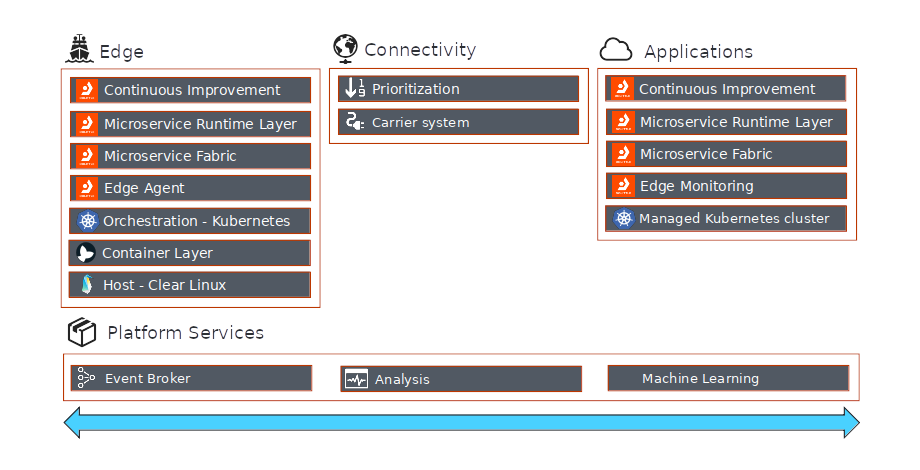 Edge
Continuous Improvement
Microservice Runtime Layer
Microservice Fabric
Edge Agent
Orchestration - Kubernetes
Container Layer
Host - Clear Linux
Connectivity
Prioritization
Carrier system
Applications
Continuous Improvement
Microservice Runtime Layer
Microservice Fabric
Edge Monitoring
Managed Kubernetes cluster
Platform Services
Event Broker
Analysis
Machine Learning